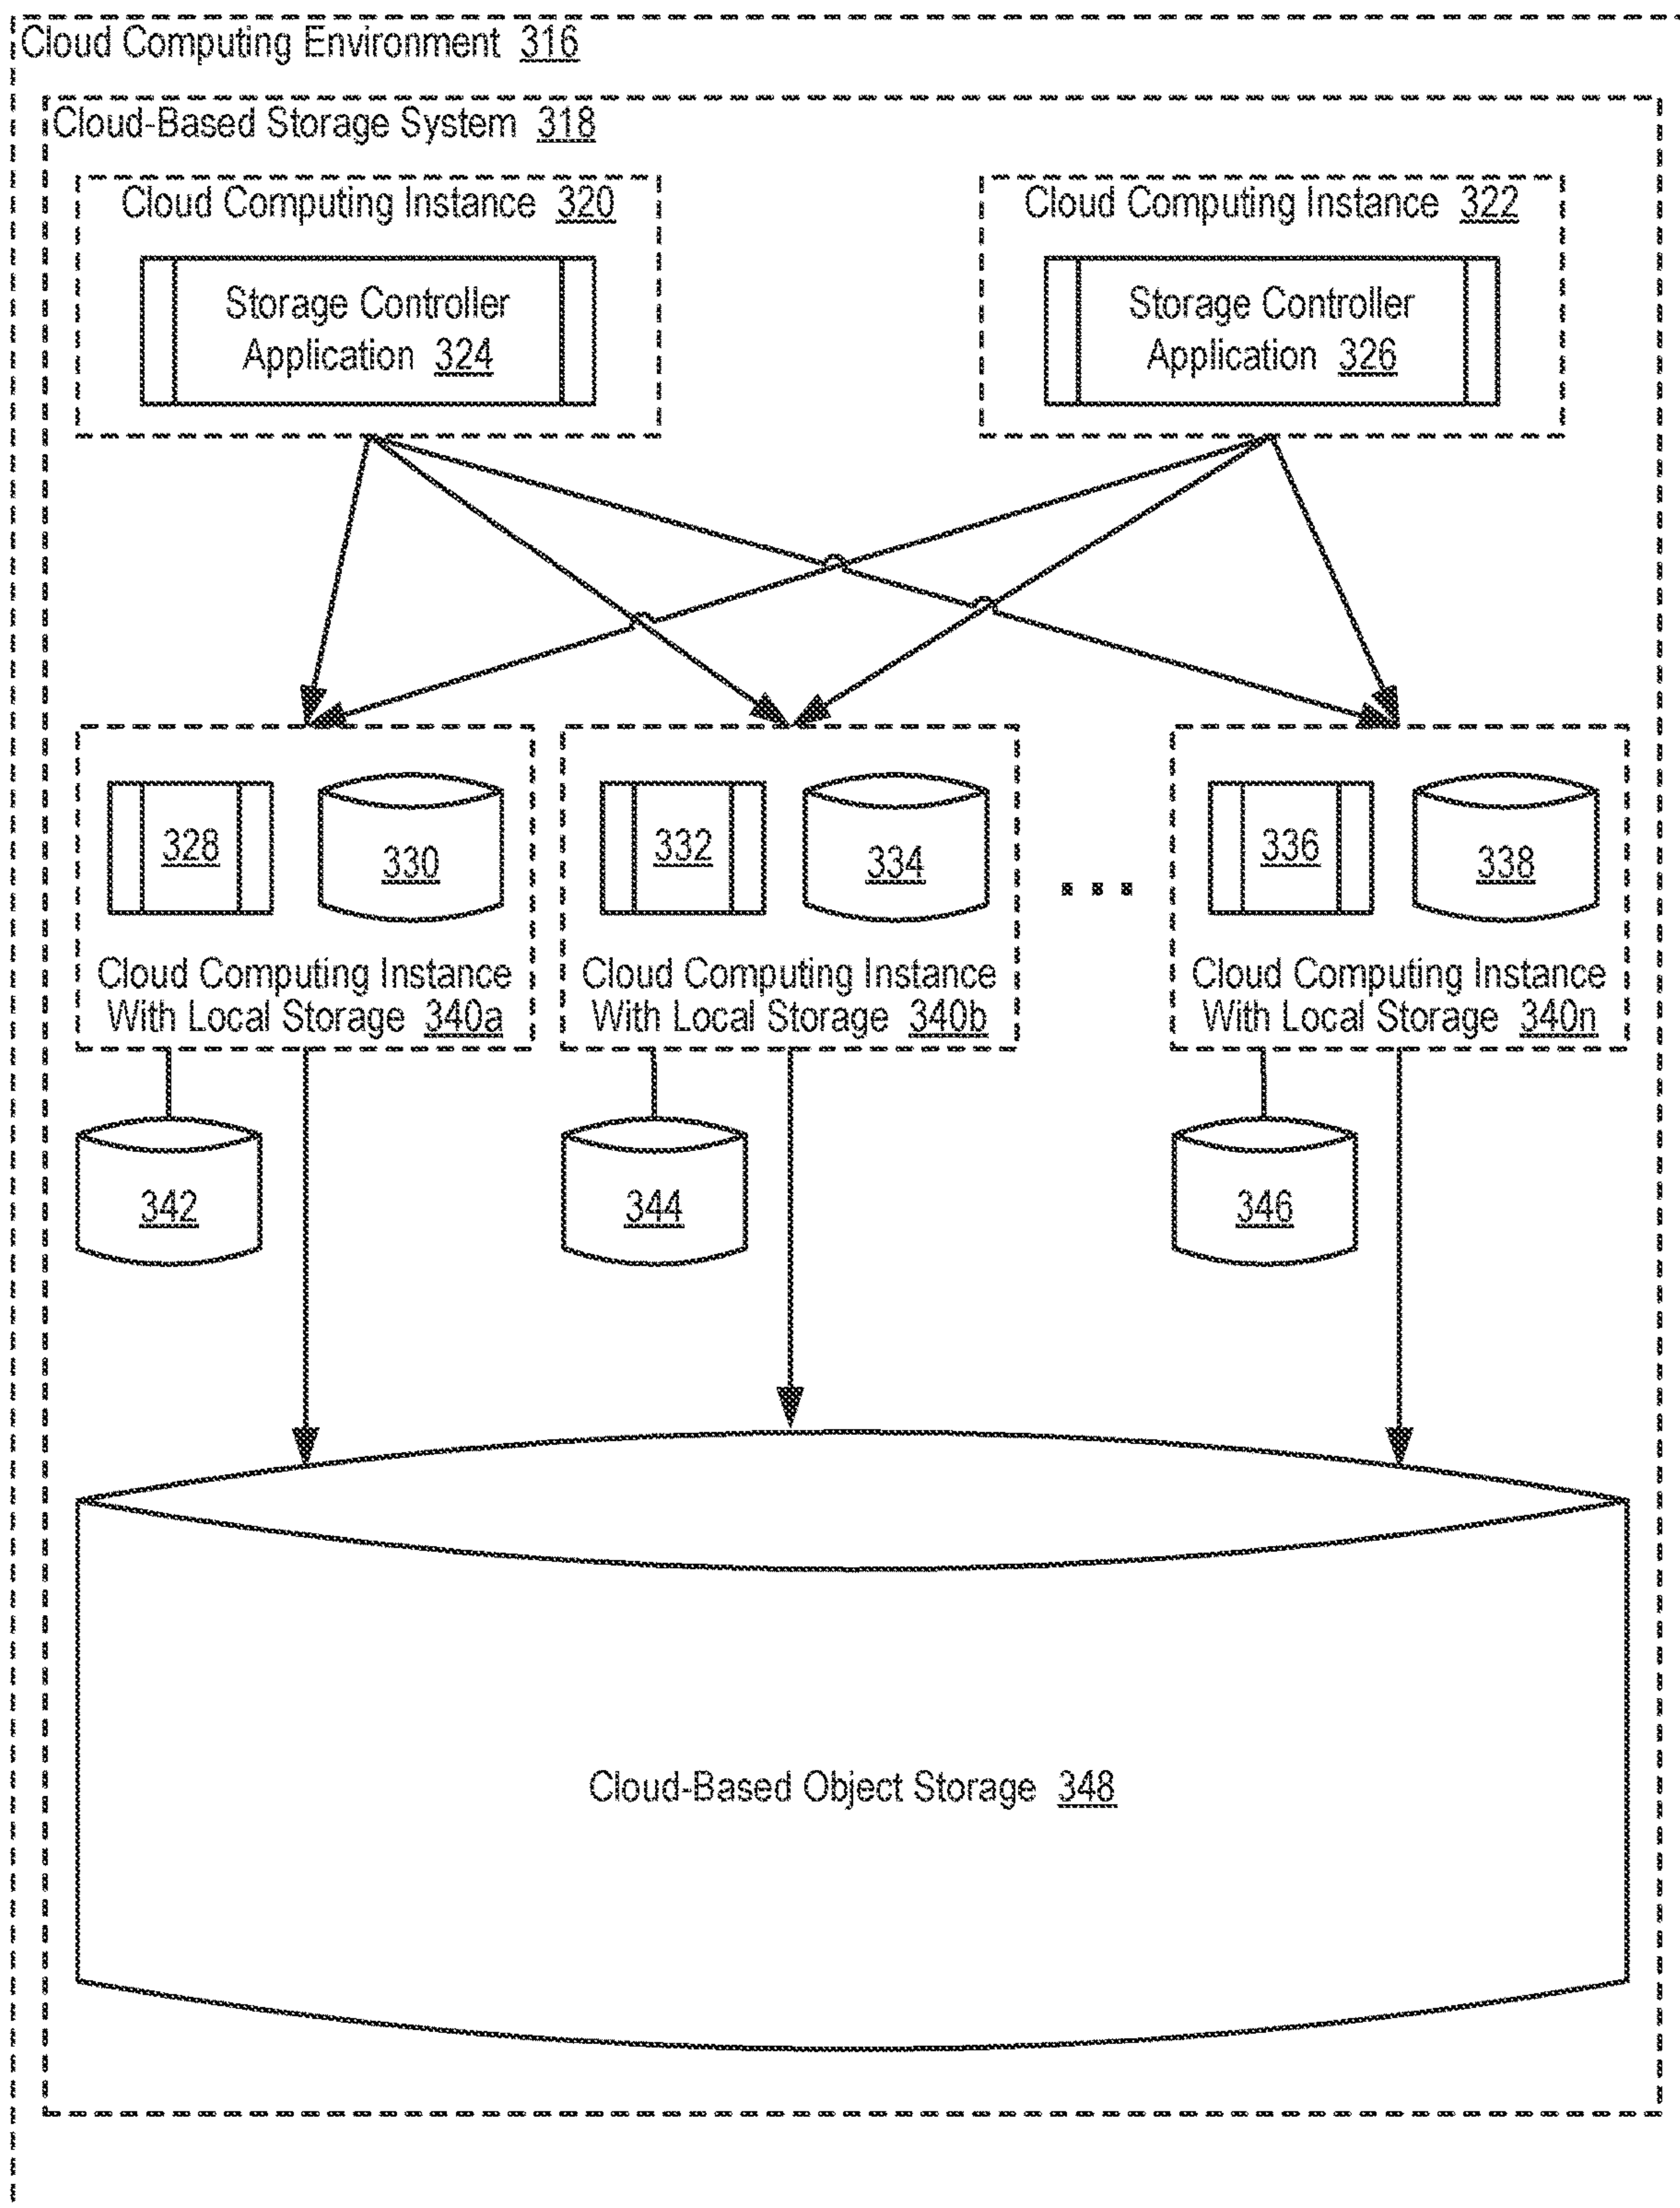 Cloud Computing Environment 316
Cloud-Based Storage System 318
Cloud Computing Instance 320
Storage Controller
Application 324
Cloud Computing Instance 322
Storage Controller
Application 326
328
330
Cloud Computing Instance
With Local Storage 340a
332
334
Cloud Computing Instance
With Local Storage 340b
...
336
338
Cloud Computing Instance
With Local Storage 340n
342
344
346
Cloud-Based Object Storage 348